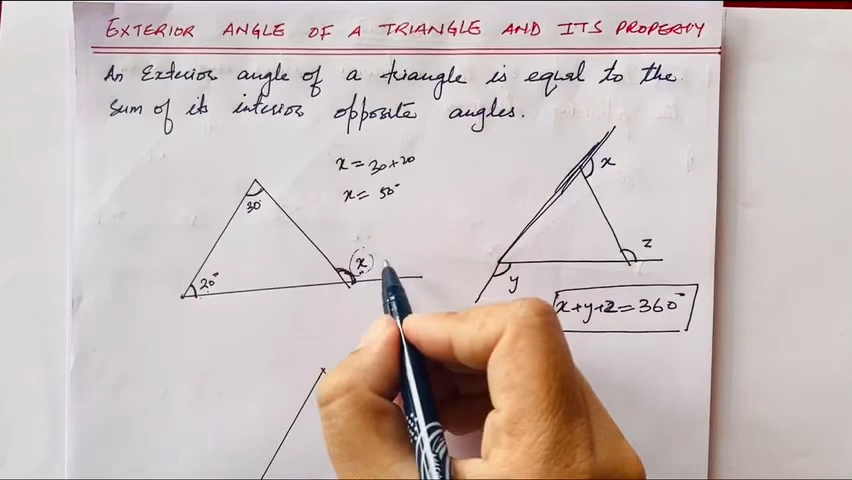 EXTERIOR ANGLE OF A TRIANGLE AND ITS PROPERTY
An Exterior angle of a triangle is equal to the
sum of its interior opposite angles.
x = 30+20
x = 50°
30°
20°
x
x
z
y
x+y+z=360°